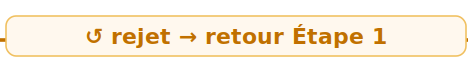 ↺ rejet → retour Étape 1